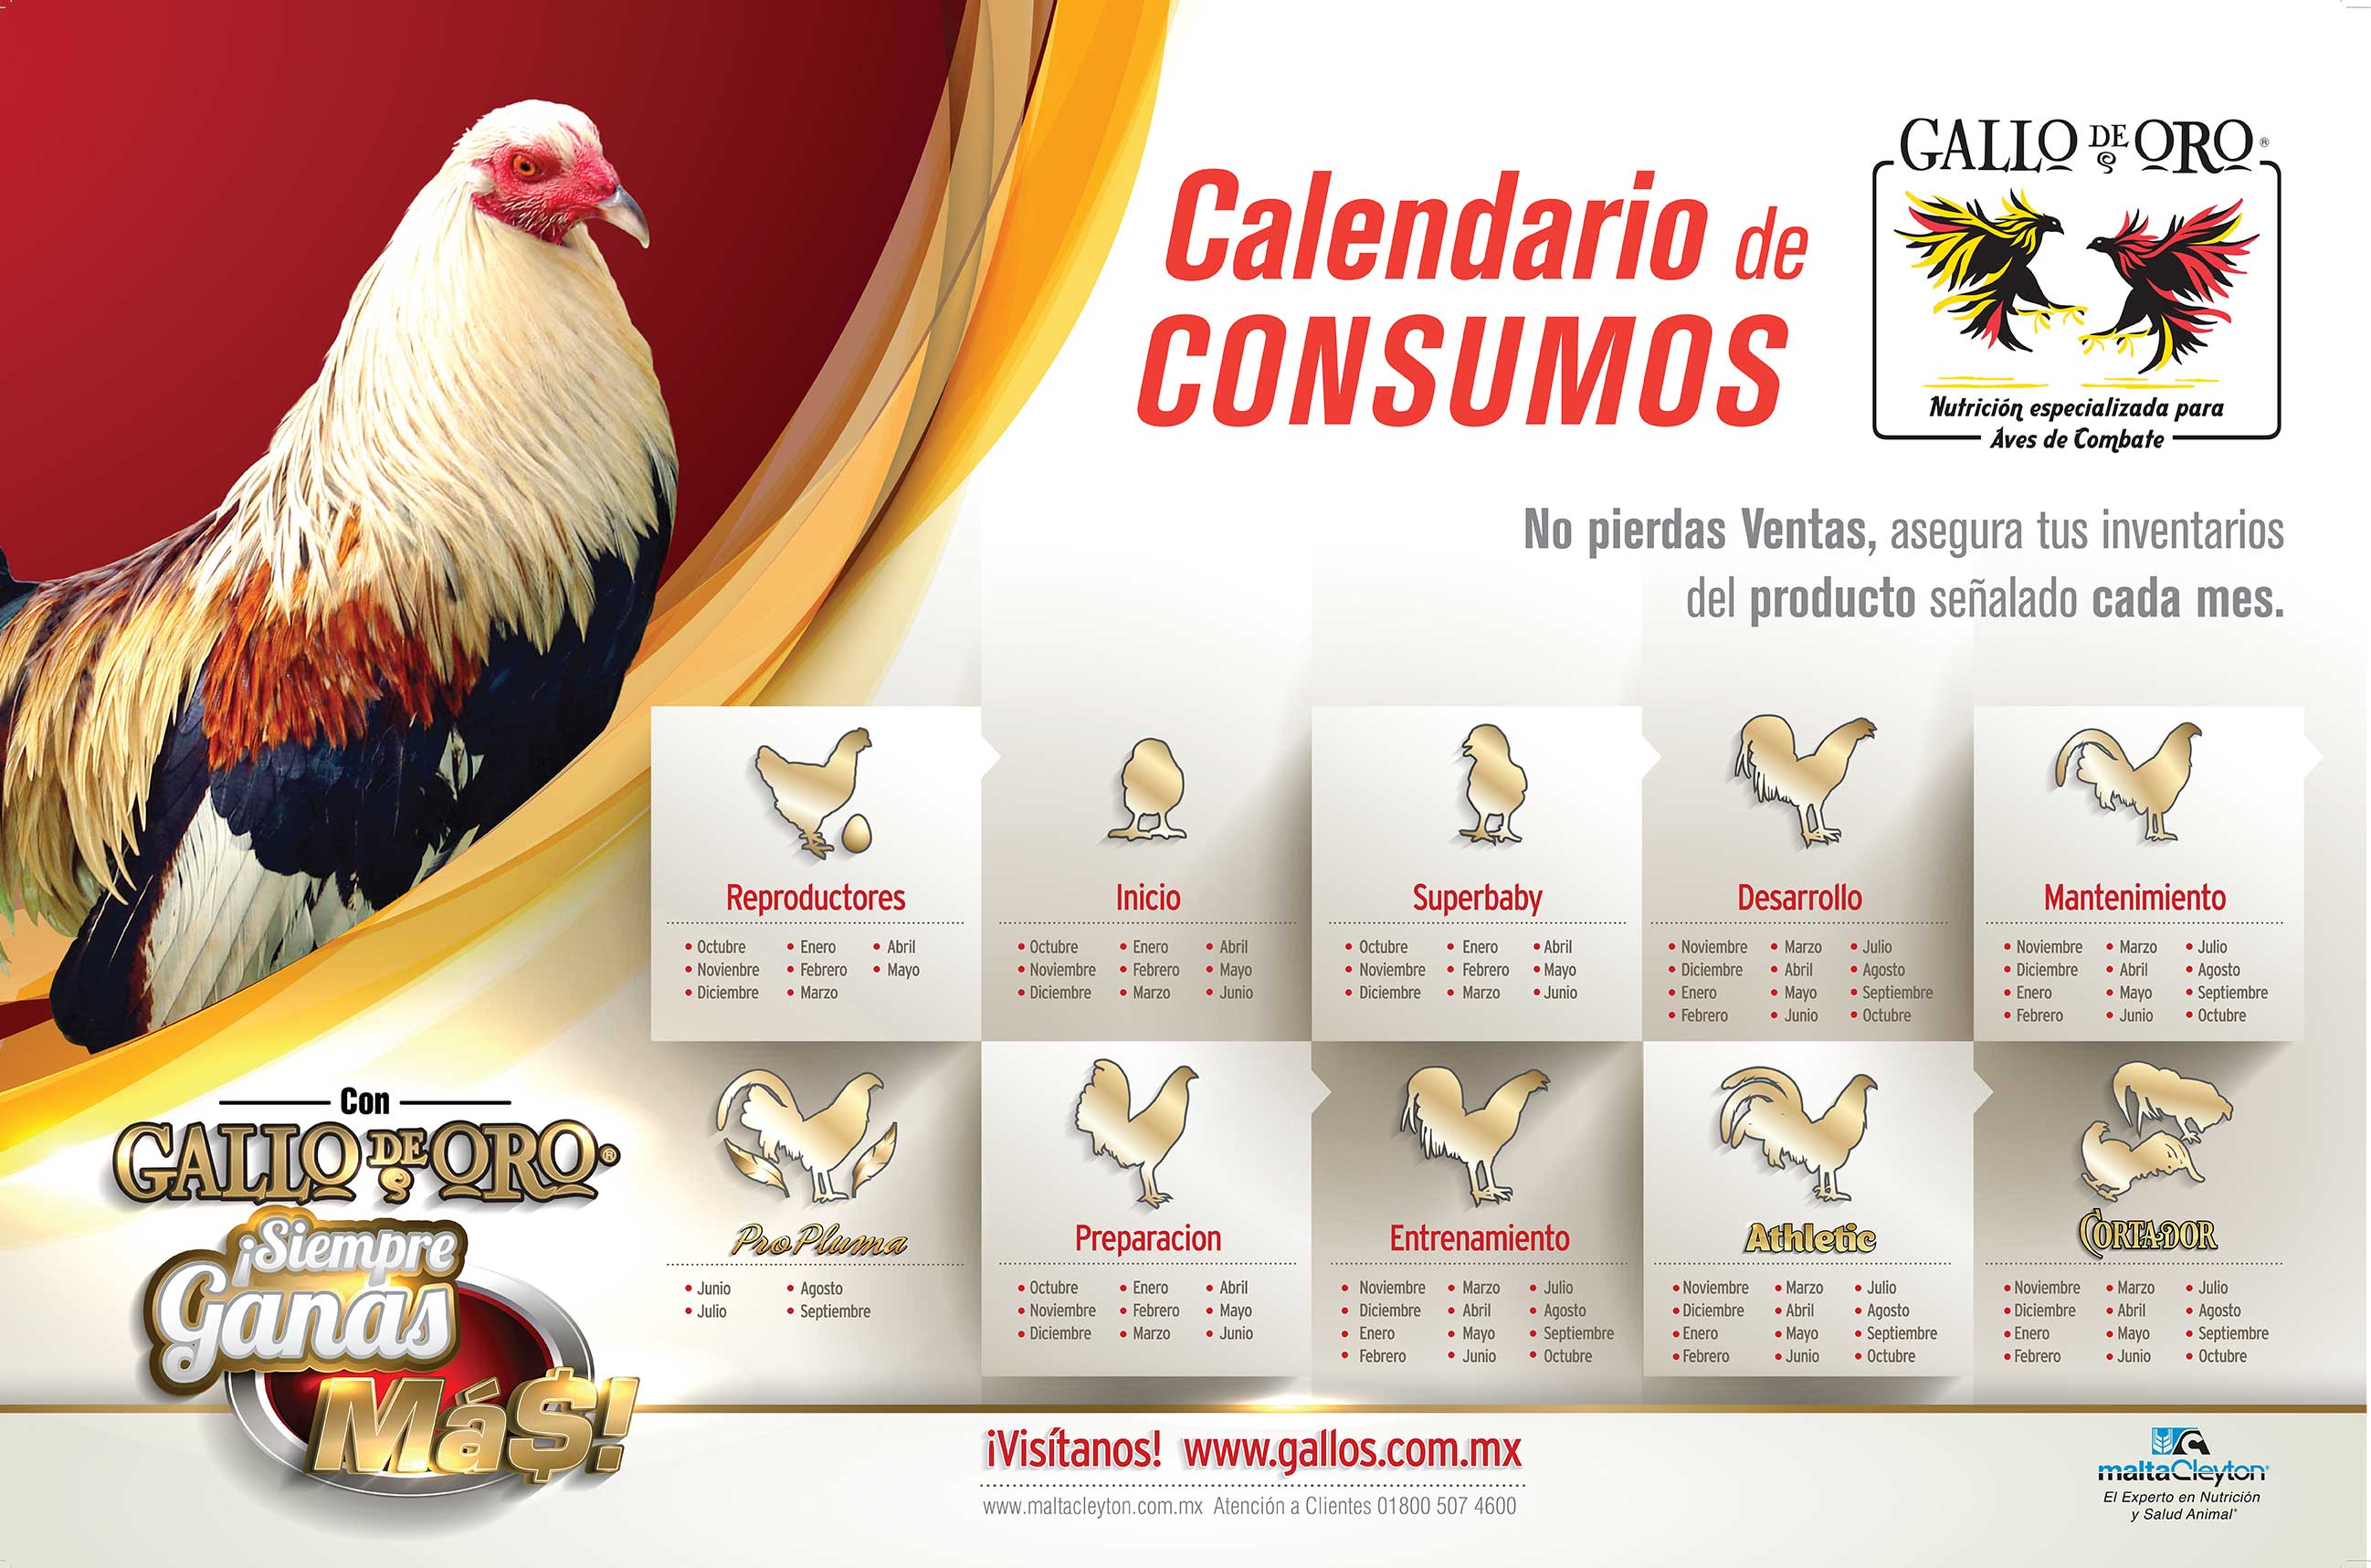 Calendario de
CONSUMOS
GALLO DE ORO®
Nutrición especializada para
Aves de Combate
No pierdas Ventas, asegura tus inventarios
del producto señalado cada mes.
Reproductores
• Octubre • Enero • Abril
• Novienbre • Febrero • Mayo
• Diciembre • Marzo
Inicio
• Octubre • Enero • Abril
• Noviembre • Febrero • Mayo
• Diciembre • Marzo • Junio
Superbaby
• Octubre • Enero • Abril
• Noviembre • Febrero • Mayo
• Diciembre • Marzo • Junio
Desarrollo
• Noviembre • Marzo • Julio
• Diciembre • Abril • Agosto
• Enero • Mayo • Septiembre
• Febrero • Junio • Octubre
Mantenimiento
• Noviembre • Marzo • Julio
• Diciembre • Abril • Agosto
• Enero • Mayo • Septiembre
• Febrero • Junio • Octubre
ProPluma
• Junio • Agosto
• Julio • Septiembre
Preparacion
• Octubre • Enero • Abril
• Noviembre • Febrero • Mayo
• Diciembre • Marzo • Junio
Entrenamiento
• Noviembre • Marzo • Julio
• Diciembre • Abril • Agosto
• Enero • Mayo • Septiembre
• Febrero • Junio • Octubre
Athletic
• Noviembre • Marzo • Julio
• Diciembre • Abril • Agosto
• Enero • Mayo • Septiembre
• Febrero • Junio • Octubre
CORTADOR
• Noviembre • Marzo • Julio
• Diciembre • Abril • Agosto
• Enero • Mayo • Septiembre
• Febrero • Junio • Octubre
Con
GALLO DE ORO®
¡Siempre
Ganas
Má$!
¡Visítanos! www.gallos.com.mx
www.maltacleyton.com.mx Atención a Clientes 01800 507 4600
maltaCleyton®
El Experto en Nutrición
y Salud Animal®